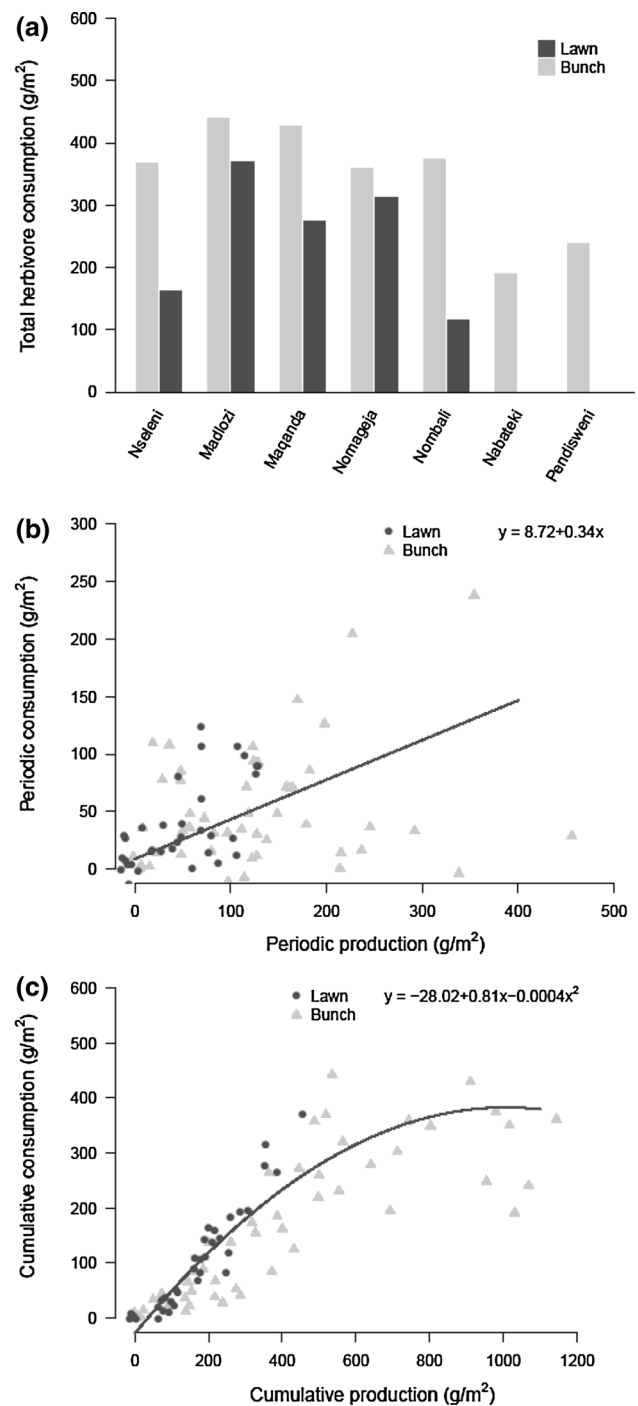 (a)
Total herbivore consumption (g/m²)
600
500
400
300
200
100
0
Lawn
Bunch
Nseleni
Madlozi
Maqanda
Nomageja
Nombali
Nabateki
Pendisweni
(b)
Periodic consumption (g/m²)
300
250
200
150
100
50
0
Lawn
Bunch
y = 8.72+0.34x
0 100 200 300 400 500
Periodic production (g/m²)
(c)
Cumulative consumption (g/m²)
600
500
400
300
200
100
0
Lawn
Bunch
y = −28.02+0.81x−0.0004x²
0 200 400 600 800 1000 1200
Cumulative production (g/m²)